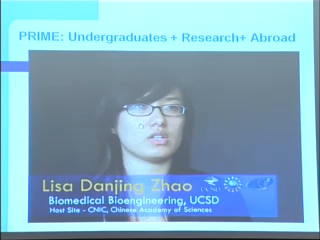 PRIME: Undergraduates + Research+ Abroad
Lisa Danjing Zhao
Biomedical Bioengineering, UCSD
Host Site - CNIC, Chinese Academy of Sciences